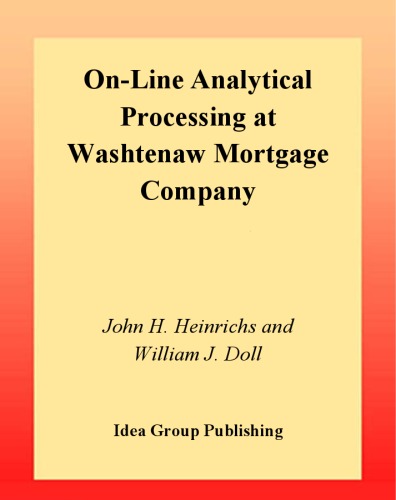 On-Line Analytical
Processing at
Washtenaw Mortgage
Company
John H. Heinrichs and
William J. Doll
Idea Group Publishing